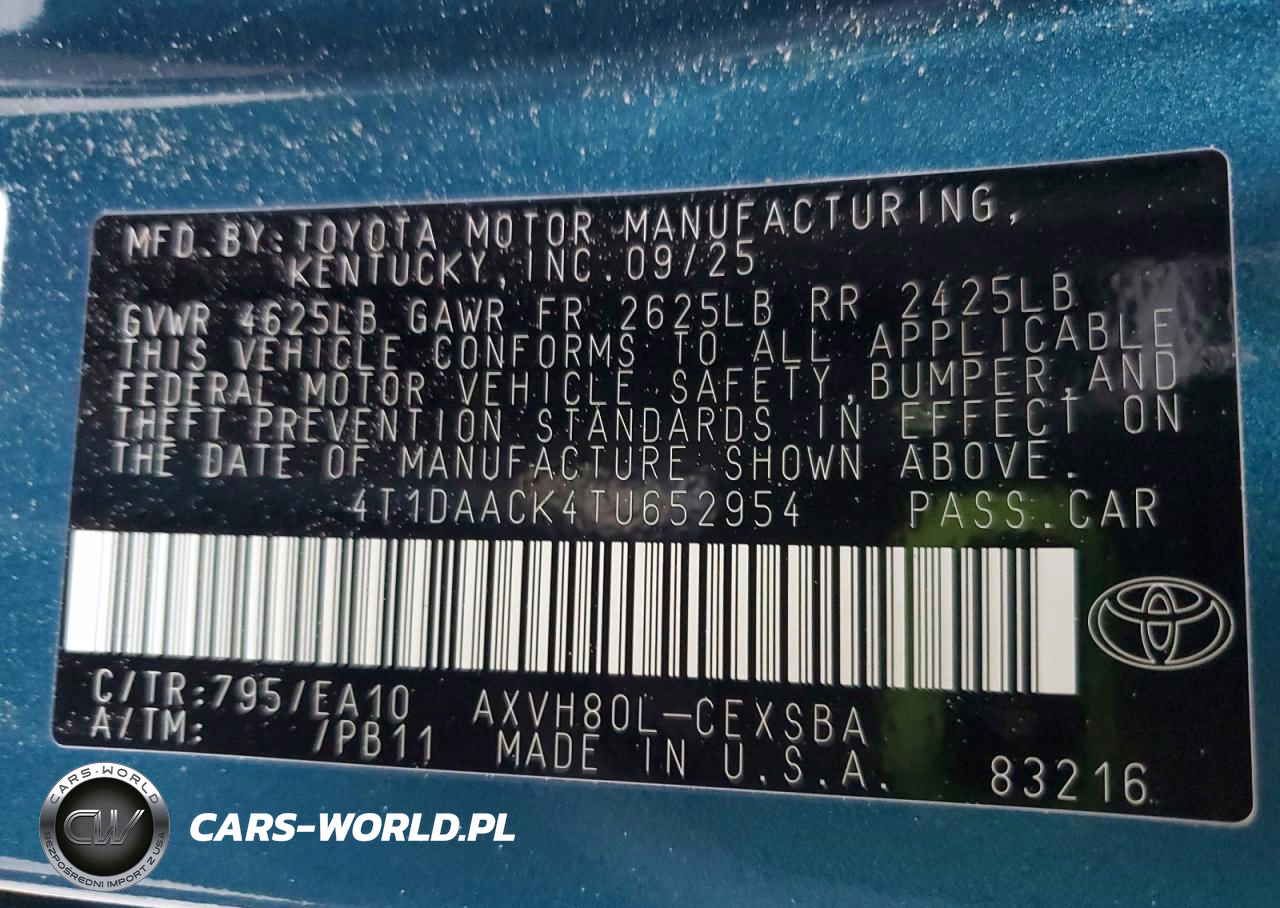 MFD.BY:TOYOTA MOTOR MANUFACTURING,
KENTUCKY, INC.09/25
GVWR 4625LB GAWR FR 2625LB RR 2425LB
THIS VEHICLE CONFORMS TO ALL APPLICABLE
FEDERAL MOTOR VEHICLE SAFETY,BUMPER,AND
THEFT PREVENTION STANDARDS IN EFFECT ON
THE DATE OF MANUFACTURE SHOWN ABOVE.
4T1DAACK4TU652954 PASS.CAR
C/TR:795/EA10 AXVH80L-CEXSBA
A/TM: /PB11 MADE IN U.S.A. 83216
CARS-WORLD
CW
BEZPOŚREDNI IMPORT Z USA
CARS-WORLD.PL